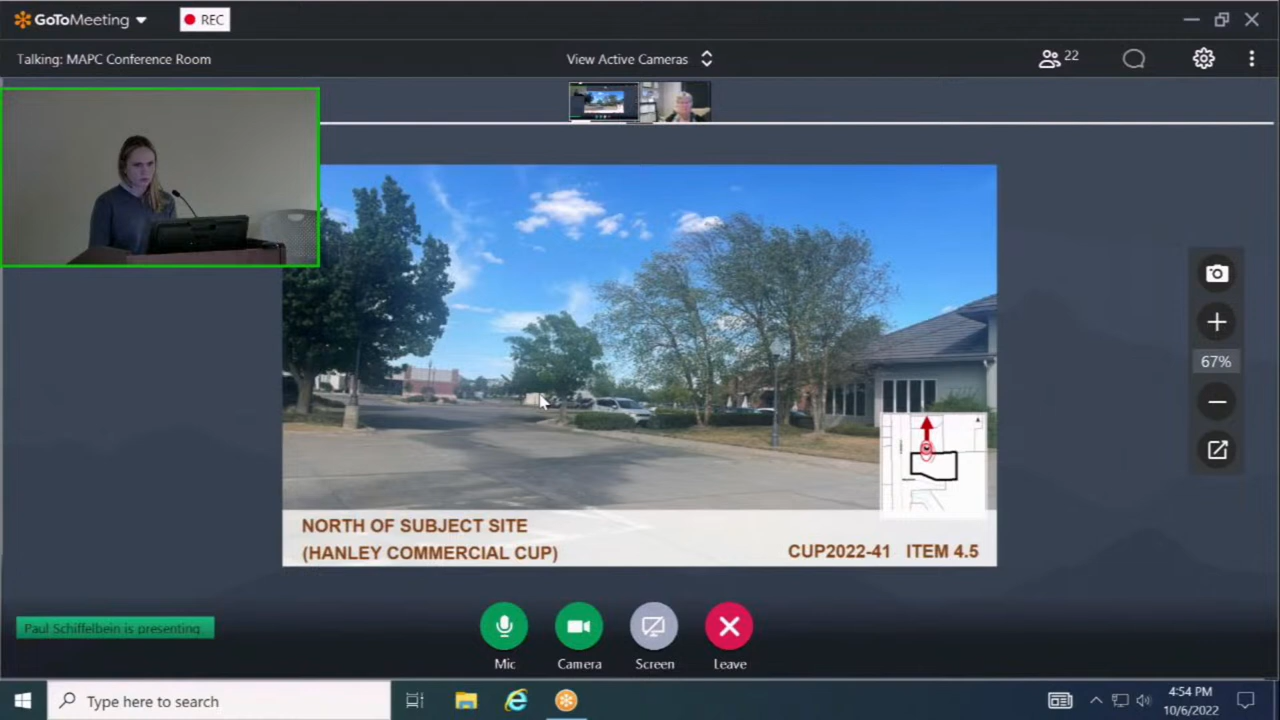 GoToMeeting
REC
Talking: MAPC Conference Room
View Active Cameras
22
67%
NORTH OF SUBJECT SITE
(HANLEY COMMERCIAL CUP)
CUP2022-41 ITEM 4.5
Paul Schiffelbein is presenting.
Mic
Camera
Screen
Leave
Type here to search
4:54 PM
10/6/2022